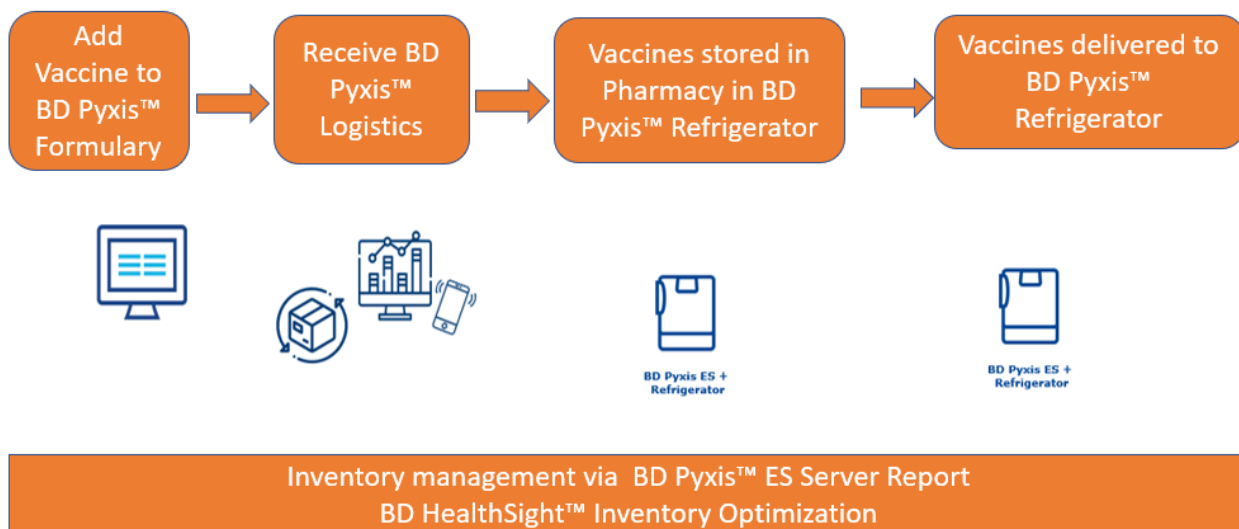 Add
Vaccine to
BD Pyxis™
Formulary
Receive BD
Pyxis™
Logistics
Vaccines stored in
Pharmacy in BD
Pyxis™ Refrigerator
Vaccines delivered to
BD Pyxis™
Refrigerator
BD Pyxis ES +
Refrigerator
BD Pyxis ES +
Refrigerator
Inventory management via BD Pyxis™ ES Server Report
BD HealthSight™ Inventory Optimization